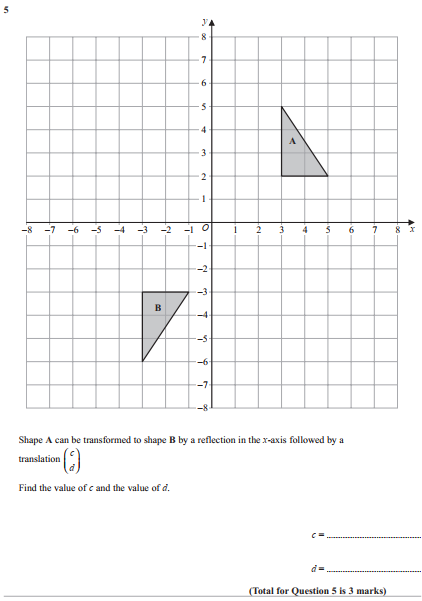 5
y
8
7
6
5
4
A
3
2
1
-8 -7 -6 -5 -4 -3 -2 -1 O 1 2 3 4 5 6 7 8 x
-1
-2
-3
B
-4
-5
-6
-7
-8
Shape A can be transformed to shape B by a reflection in the x-axis followed by a
translation (c
d)
Find the value of c and the value of d.
c = ........................................
d = ........................................
(Total for Question 5 is 3 marks)